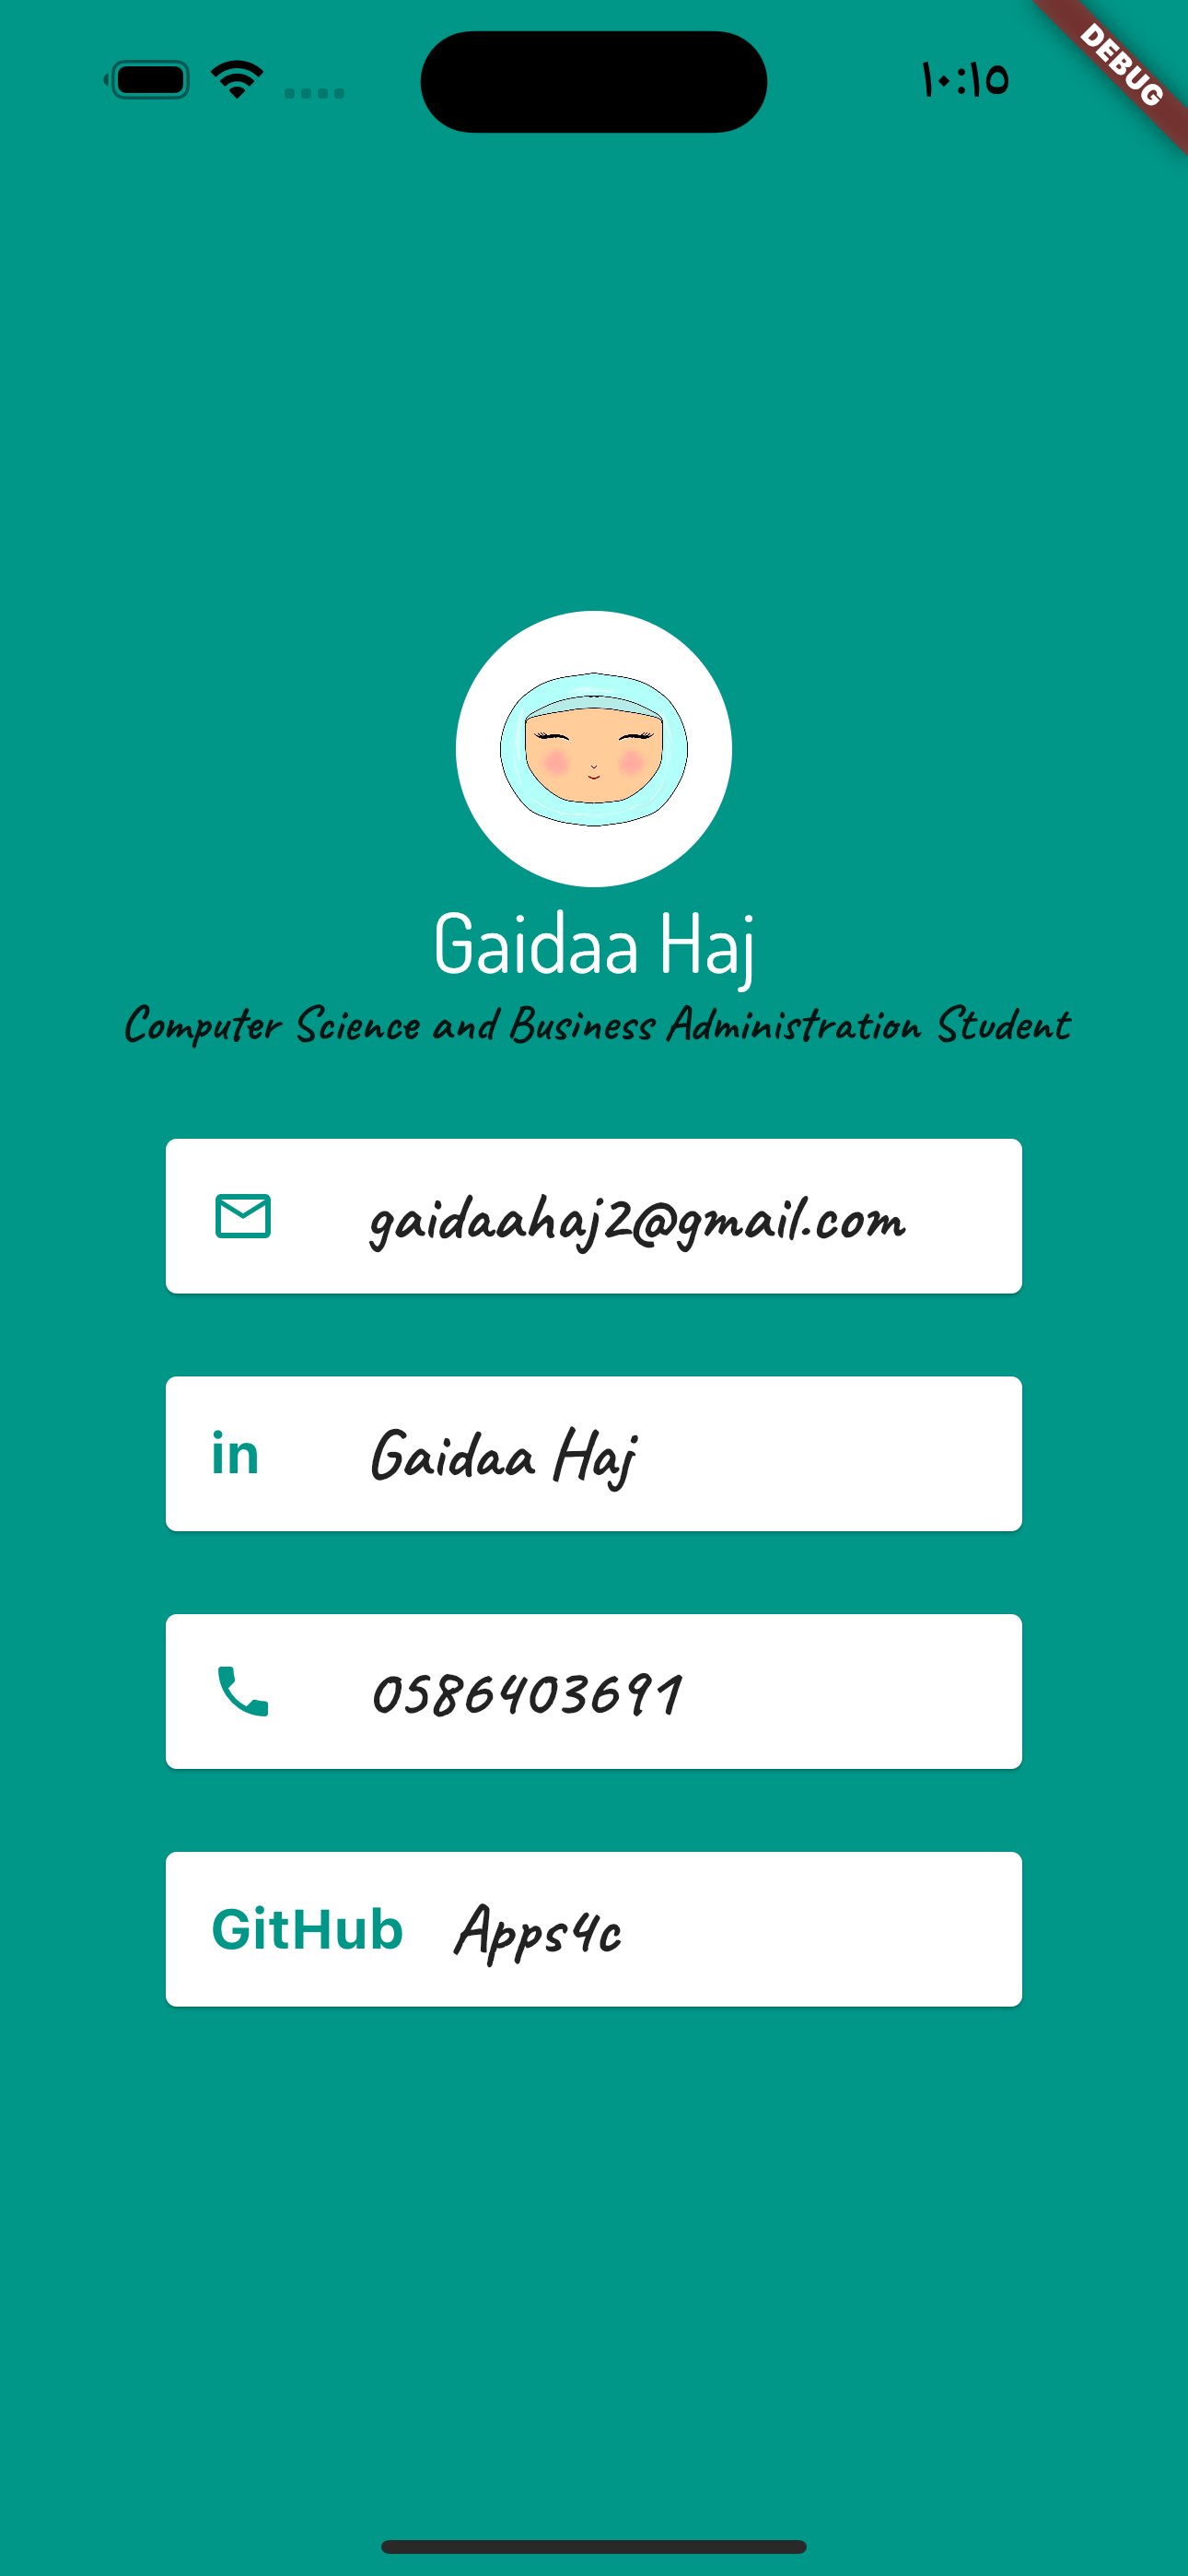 ١٠:١٥
DEBUG
Gaidaa Haj
Computer Science and Business Administration Student
gaidaahaj2@gmail.com
in Gaidaa Haj
0586403691
GitHub Apps4c